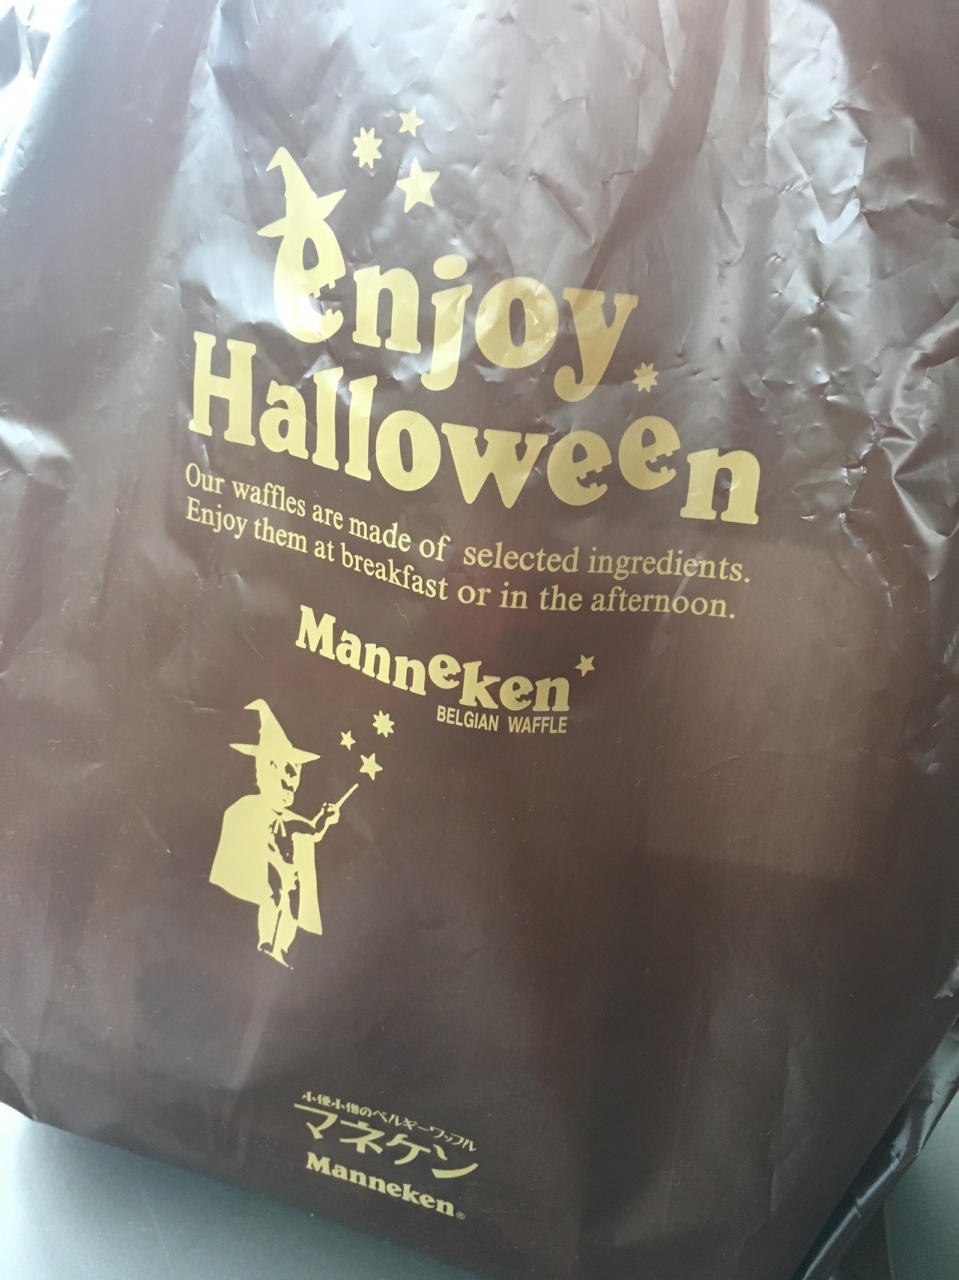 enjoy
Halloween
Our waffles are made of selected ingredients.
Enjoy them at breakfast or in the afternoon.
Manneken
BELGIAN WAFFLE
小便小僧のベルギーワッフル
マネケン
Manneken®